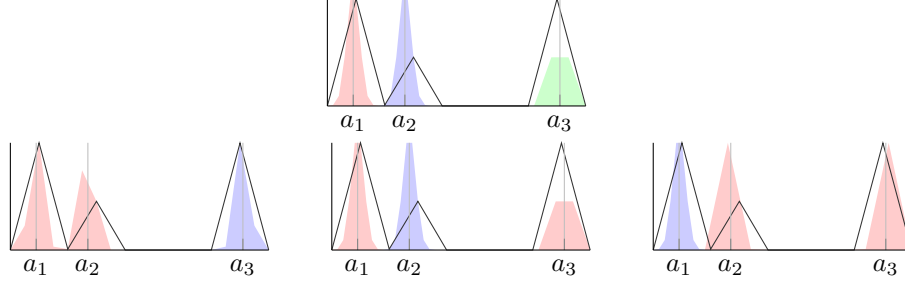 a₁ a₂ a₃
a₁ a₂ a₃ a₁ a₂ a₃ a₁ a₂ a₃